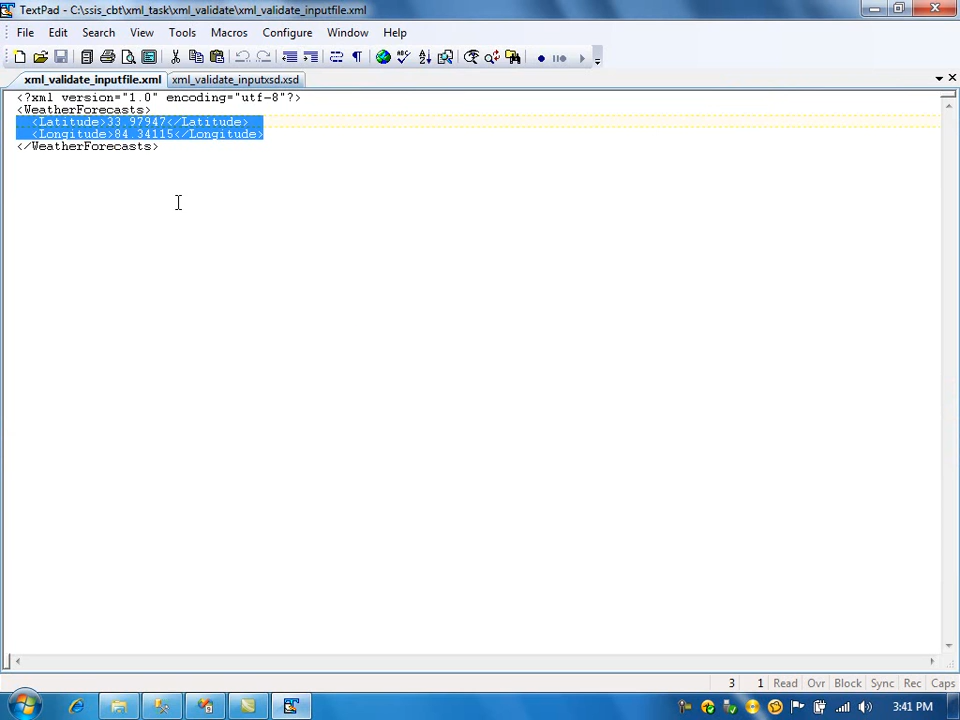 TextPad - C:\ssis_cbt\xml_task\xml_validate\xml_validate_inputfile.xml
File Edit Search View Tools Macros Configure Window Help
xml_validate_inputfile.xml xml_validate_inputxsd.xsd
<?xml version="1.0" encoding="utf-8"?>
<WeatherForecasts>
<Latitude>33.97947</Latitude>
<Longitude>84.34115</Longitude>
</WeatherForecasts>
3 1 Read Ovr Block Sync Rec Caps
3:41 PM